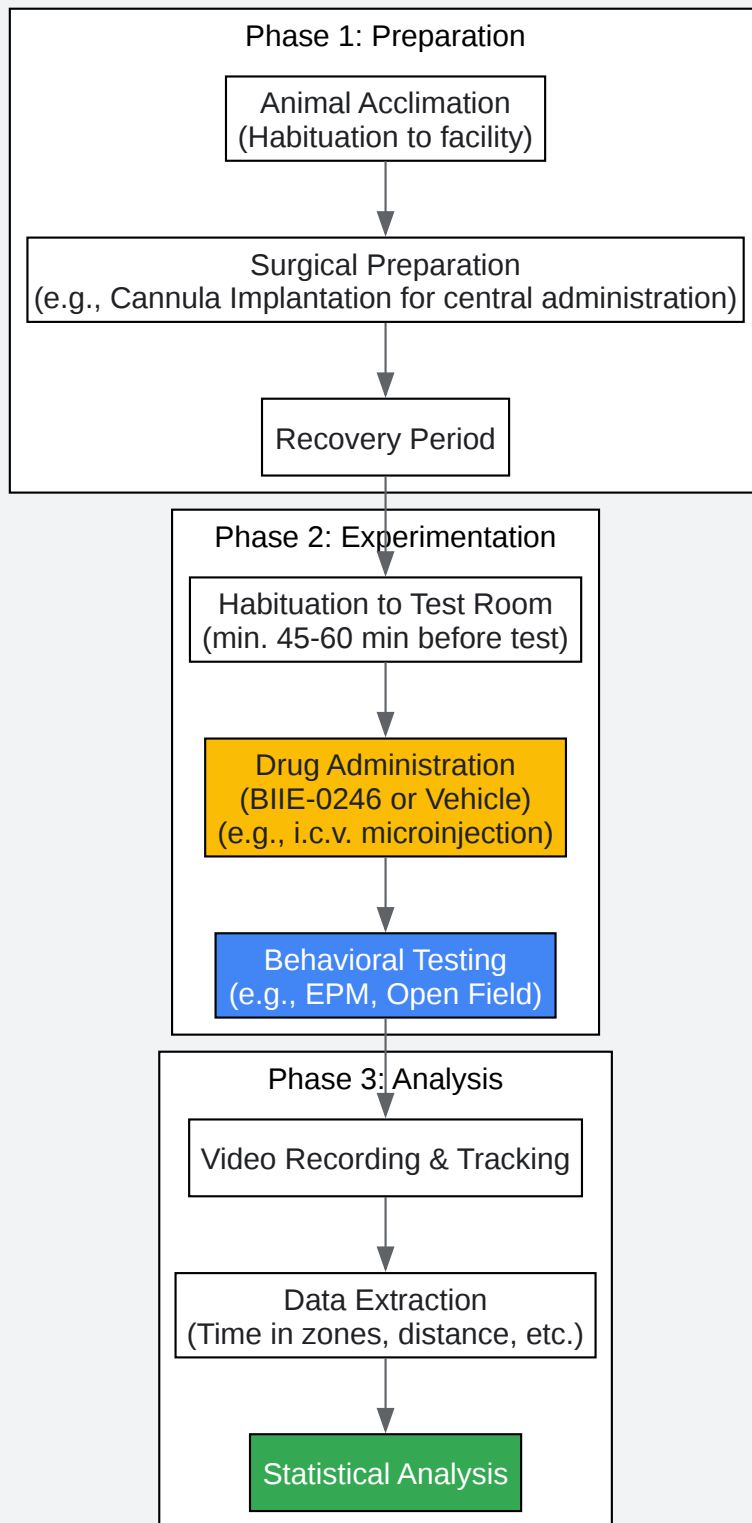 Phase 1: Preparation
Animal Acclimation
(Habituation to facility)
Surgical Preparation
(e.g., Cannula Implantation for central administration)
Recovery Period
Phase 2: Experimentation
Habituation to Test Room
(min. 45-60 min before test)
Drug Administration
(BIIE-0246 or Vehicle)
(e.g., i.c.v. microinjection)
Behavioral Testing
(e.g., EPM, Open Field)
Phase 3: Analysis
Video Recording & Tracking
Data Extraction
(Time in zones, distance, etc.)
Statistical Analysis